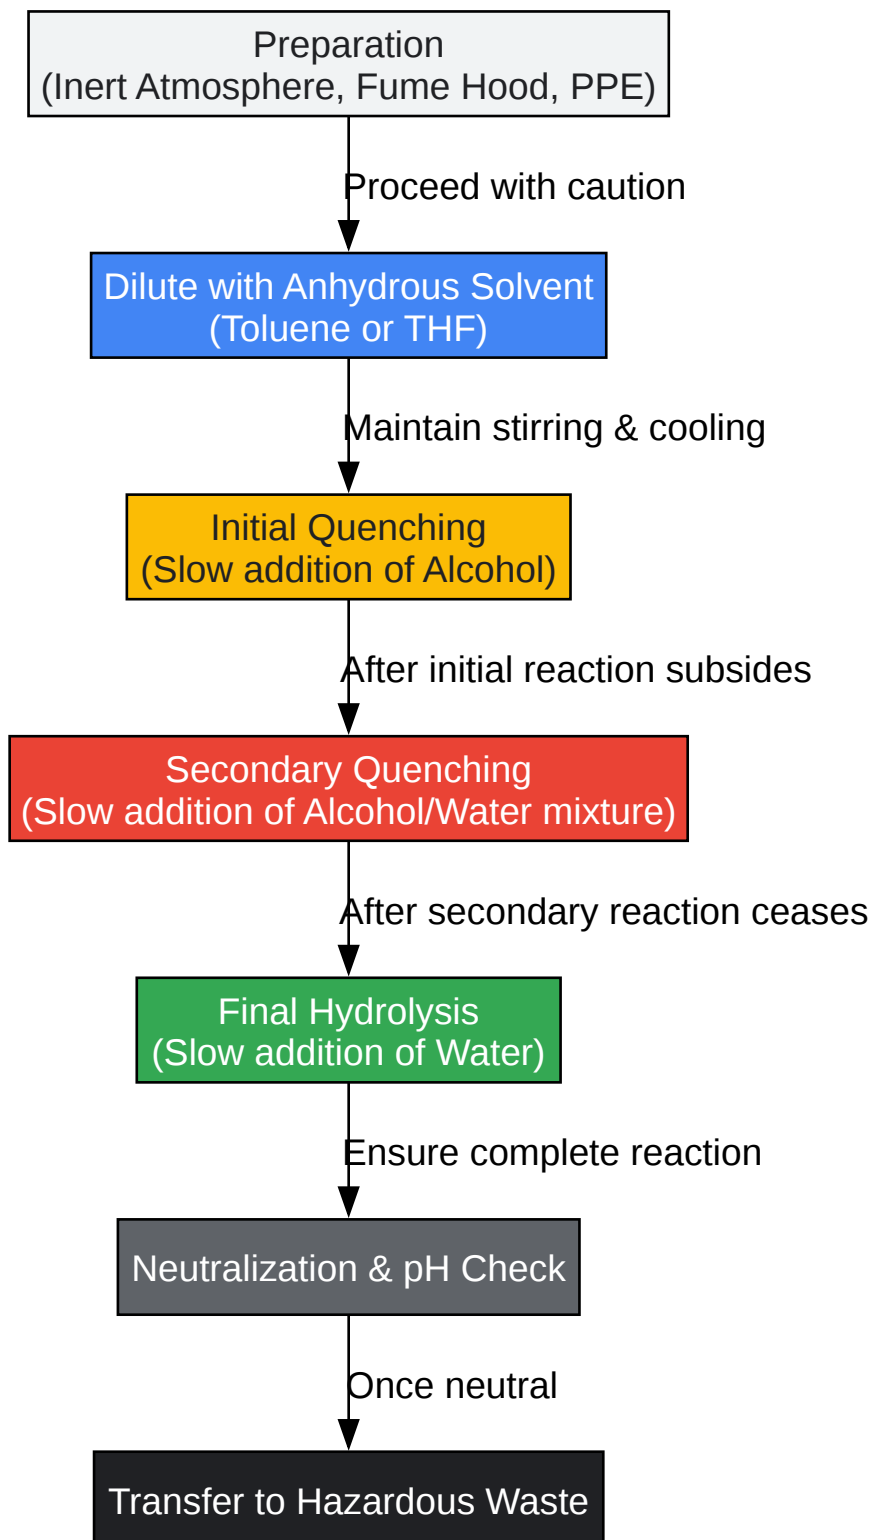 Preparation
(Inert Atmosphere, Fume Hood, PPE)
Proceed with caution
Dilute with Anhydrous Solvent
(Toluene or THF)
Maintain stirring & cooling
Initial Quenching
(Slow addition of Alcohol)
After initial reaction subsides
Secondary Quenching
(Slow addition of Alcohol/Water mixture)
After secondary reaction ceases
Final Hydrolysis
(Slow addition of Water)
Ensure complete reaction
Neutralization & pH Check
Once neutral
Transfer to Hazardous Waste